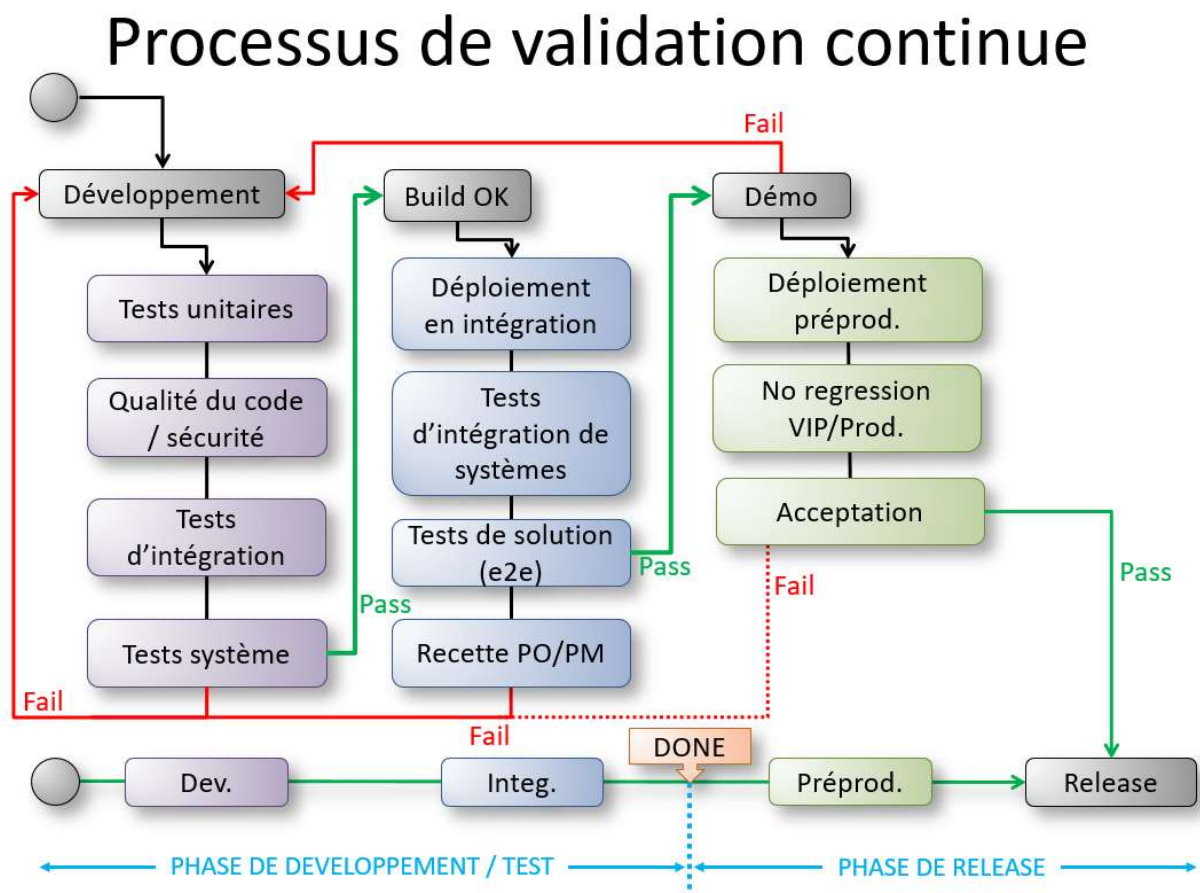 Processus de validation continue
Fail
Développement
Build OK
Démo
Tests unitaires
Qualité du code
/ sécurité
Tests
d’intégration
Tests système
Pass
Fail
Déploiement
en intégration
Tests
d’intégration de
systèmes
Tests de solution
(e2e)
Pass
Recette PO/PM
Fail
Déploiement
préprod.
No regression
VIP/Prod.
Acceptation
Fail
Pass
DONE
Dev.
Integ.
Préprod.
Release
PHASE DE DEVELOPPEMENT / TEST
PHASE DE RELEASE